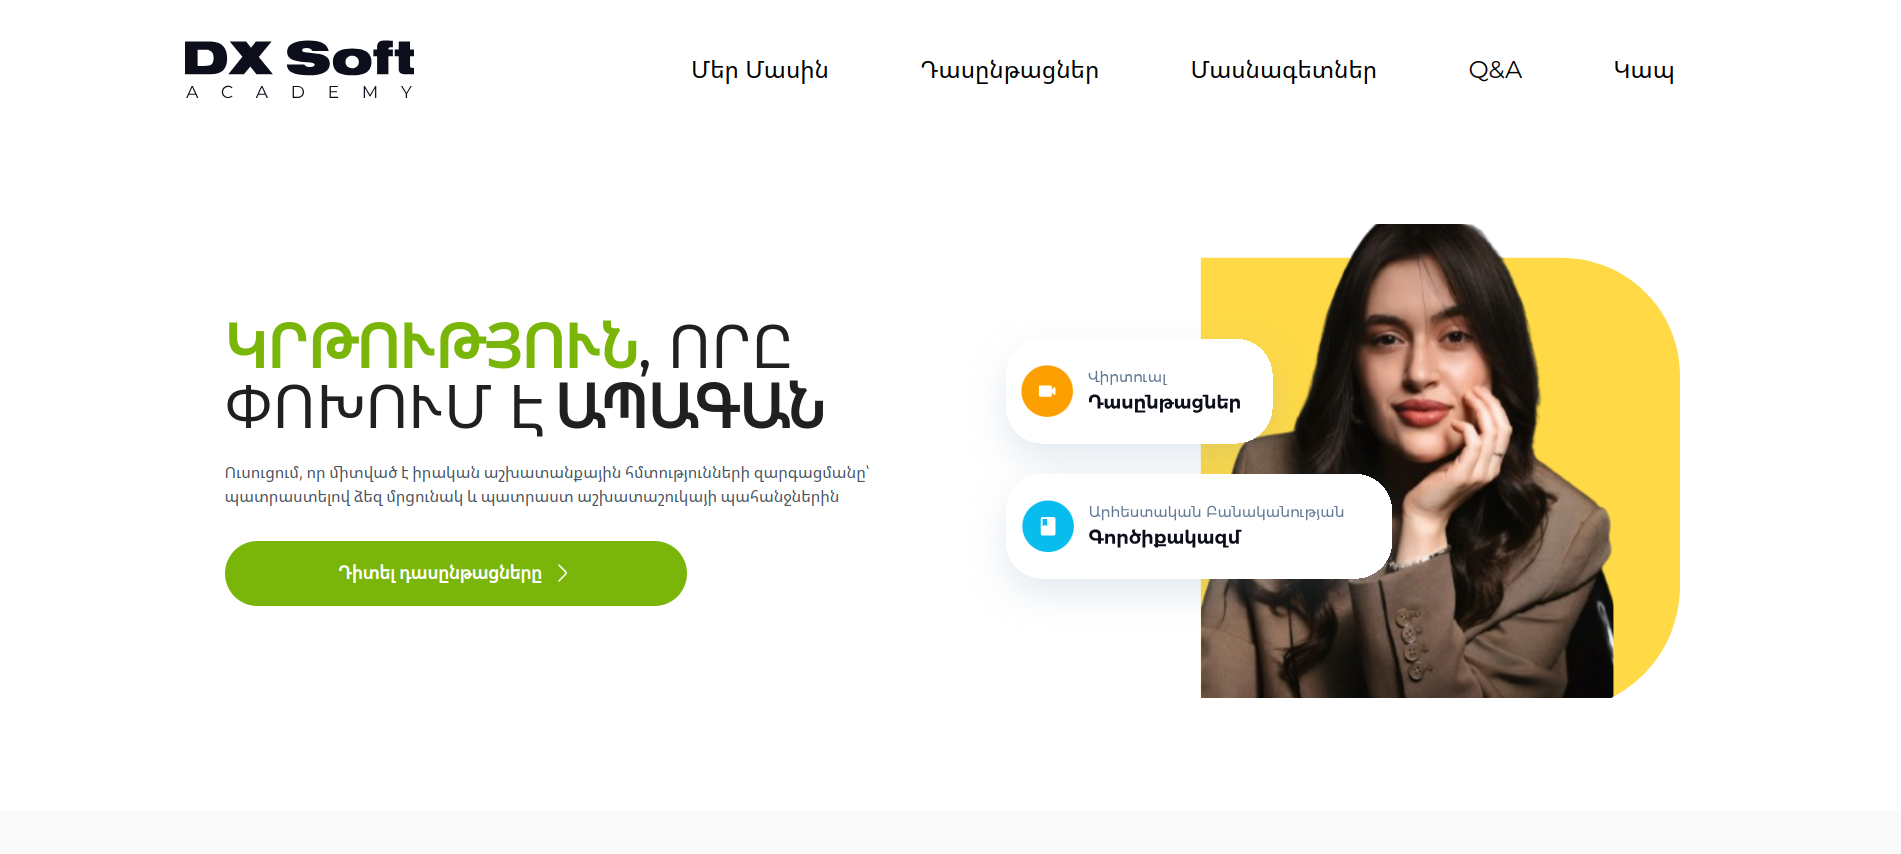 DX Soft
ACADEMY
Մեր Մասին
Դասընթացներ
Մասնագետներ
Q&A
Կապ
ԿՐԹՈՒԹՅՈՒՆ, ՈՐԸ
ՓՈԽՈՒՄ Է ԱՊԱԳԱՆ
Ուսուցում, որ միտված է իրական աշխատանքային հմտությունների զարգացմանը՝
պատրաստելով ձեզ մրցունակ և պատրաստ աշխատաշուկայի պահանջներին
Դիտել դասընթացները
Վիրտուալ
Դասընթացներ
Արհեստական Բանականության
Գործիքակազմ